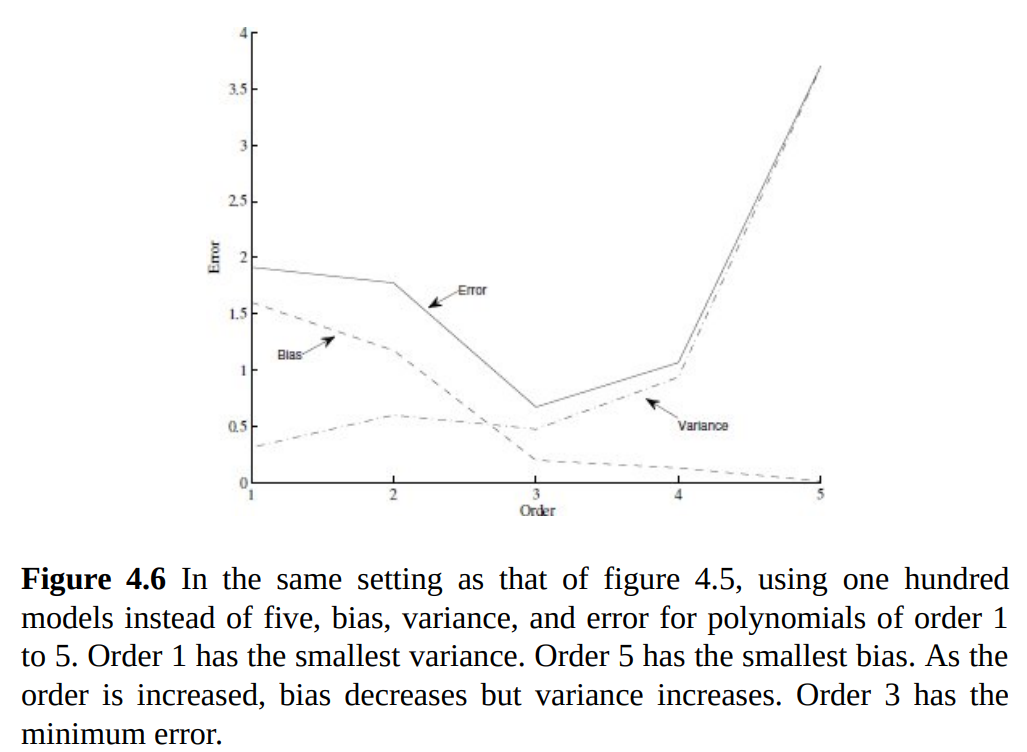 4
3.5
3
2.5
2
Error
Error
1.5
Bias
1
0.5
Variance
0
1 2 3 4 5
Order
Figure 4.6 In the same setting as that of figure 4.5, using one hundred
models instead of five, bias, variance, and error for polynomials of order 1
to 5. Order 1 has the smallest variance. Order 5 has the smallest bias. As the
order is increased, bias decreases but variance increases. Order 3 has the
minimum error.